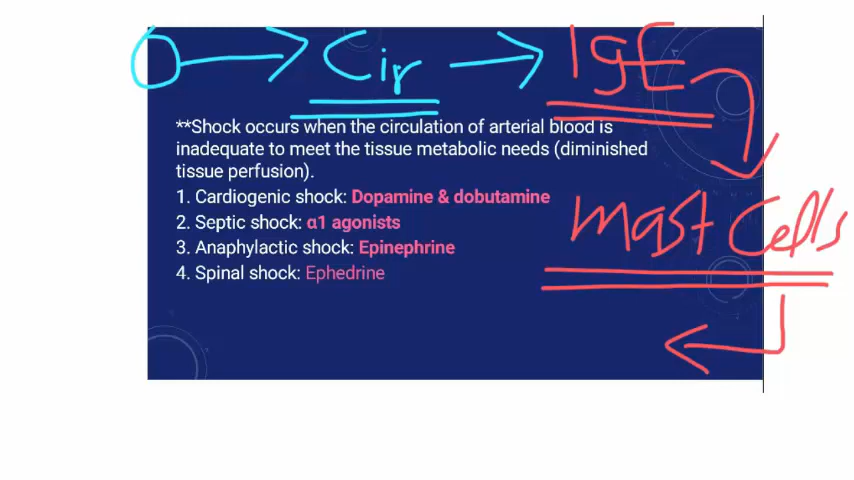 Cir IgE
**Shock occurs when the circulation of arterial blood is
inadequate to meet the tissue metabolic needs (diminished
tissue perfusion).
1. Cardiogenic shock: Dopamine & dobutamine
2. Septic shock: α1 agonists
3. Anaphylactic shock: Epinephrine
4. Spinal shock: Ephedrine
Mast Cells